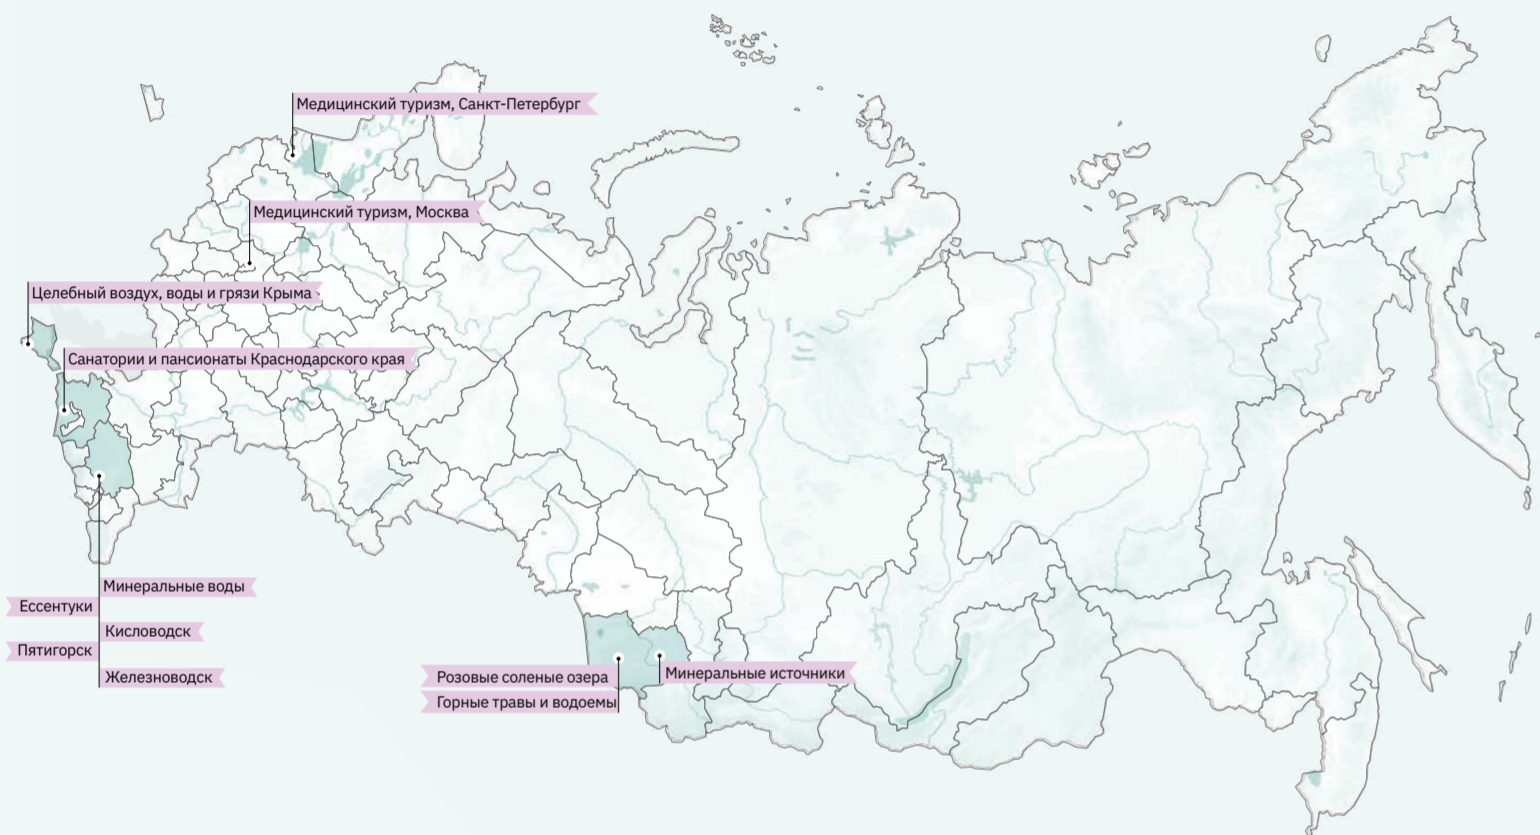 Медицинский туризм, Санкт-Петербург
Медицинский туризм, Москва
Целебный воздух, воды и грязи Крыма
Санатории и пансионаты Краснодарского края
Минеральные воды
Ессентуки
Кисловодск
Пятигорск
Железноводск
Розовые соленые озера
Минеральные источники
Горные травы и водоемы